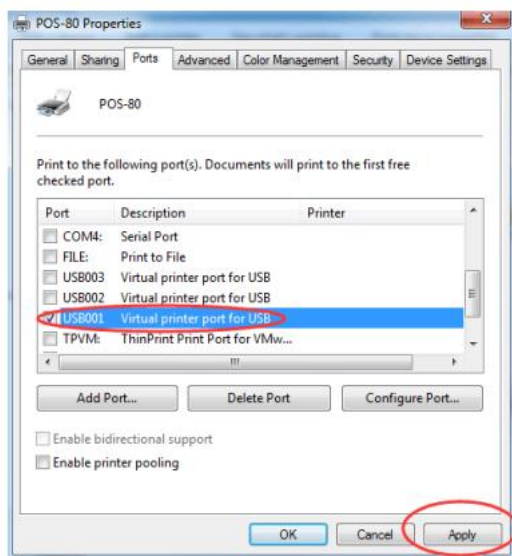 POS-80 Properties
General Sharing Ports Advanced Color Management Security Device Settings
POS-80
Print to the following port(s). Documents will print to the first free
checked port.
Port Description Printer
COM4: Serial Port
FILE: Print to File
USB003 Virtual printer port for USB
USB002 Virtual printer port for USB
USB001 Virtual printer port for USB
TPVM: ThinPrint Print Port for VMw...
Add Port... Delete Port Configure Port...
Enable bidirectional support
Enable printer pooling
OK Cancel Apply